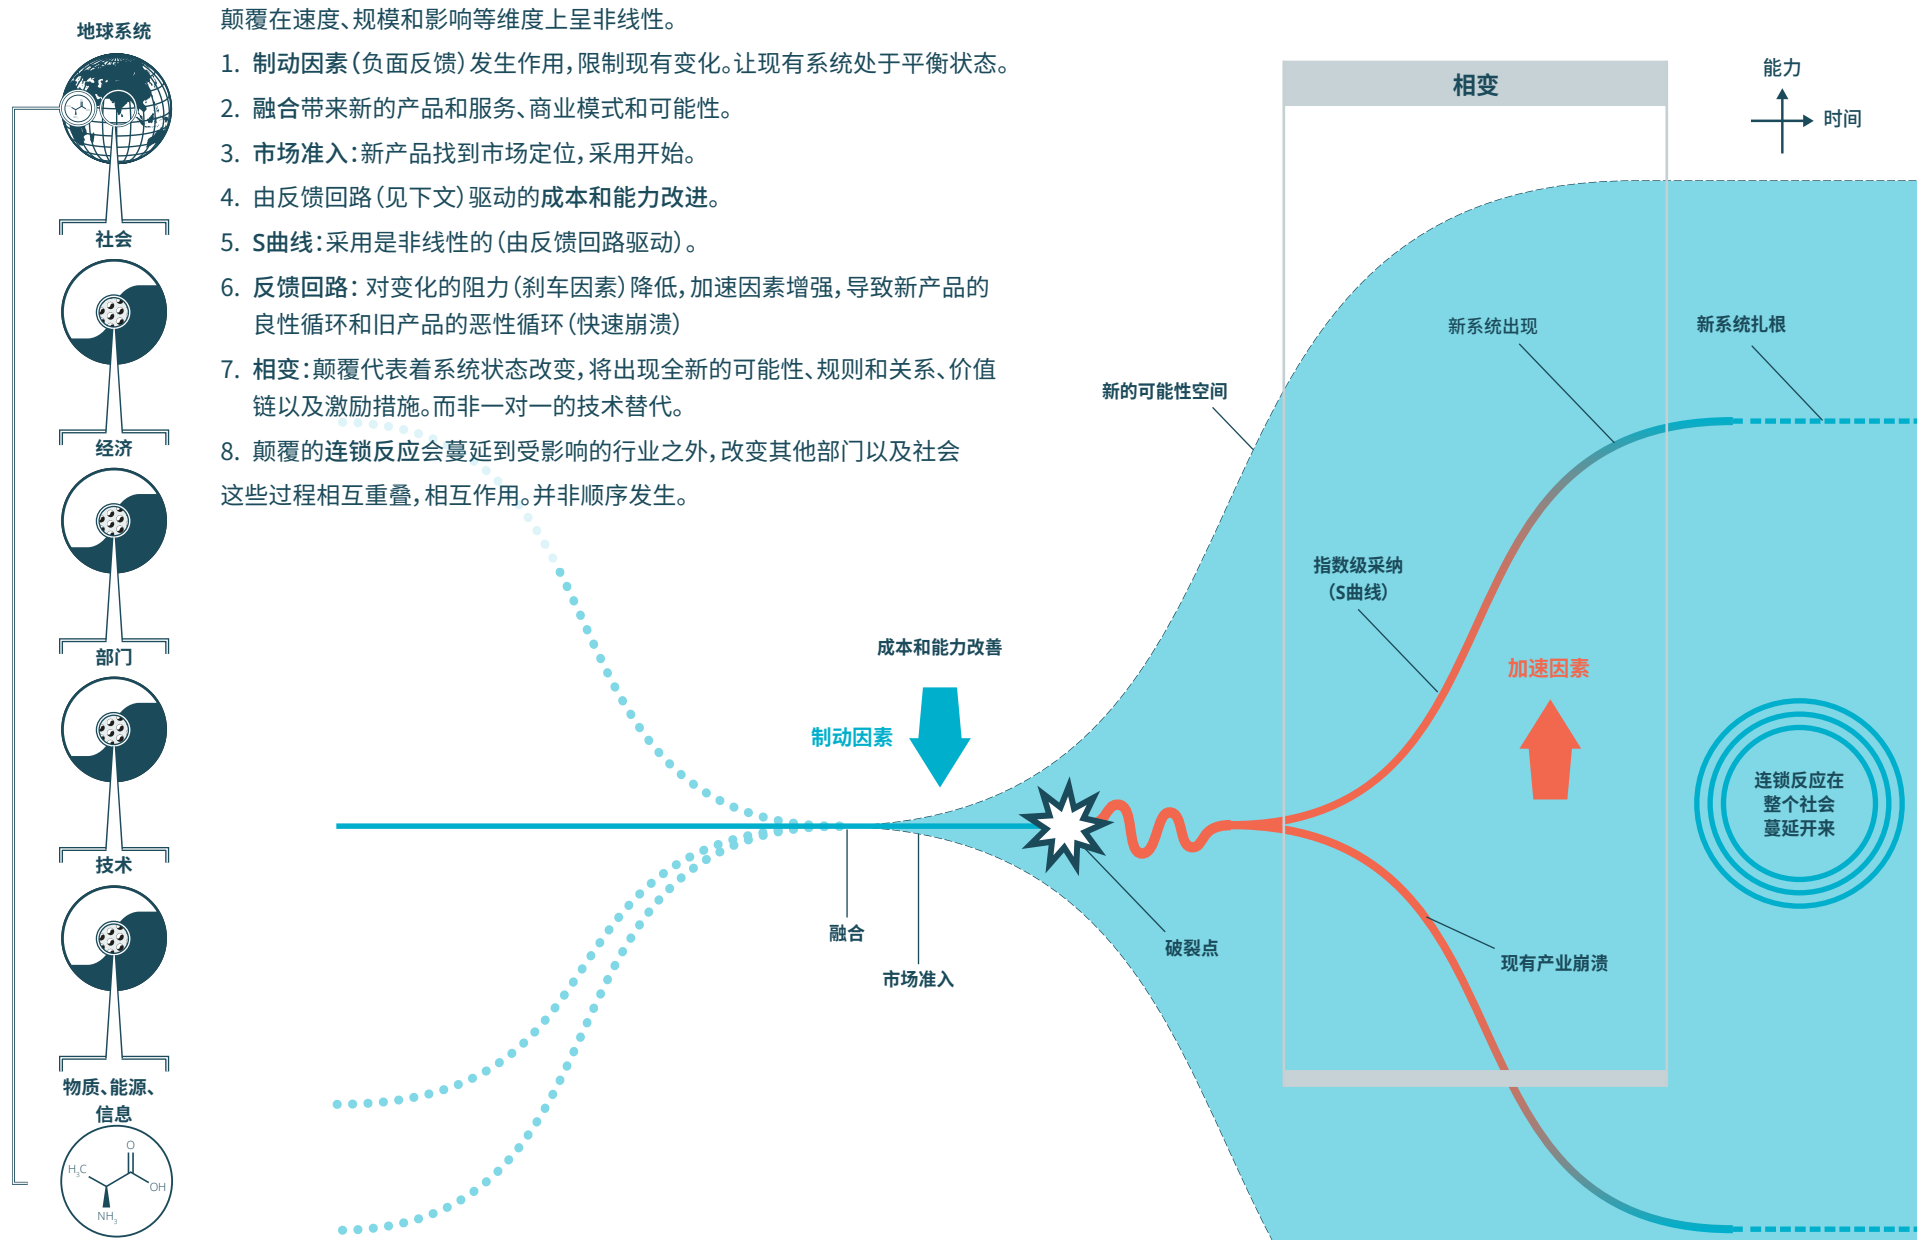 颠覆在速度、规模和影响等维度上呈非线性。
1. 制动因素（负面反馈）发生作用，限制现有变化。让现有系统处于平衡状态。
2. 融合带来新的产品和服务、商业模式和可能性。
3. 市场准入：新产品找到市场定位，采用开始。
4. 由反馈回路（见下文）驱动的成本和能力改进。
5. S曲线：采用是非线性的（由反馈回路驱动）。
6. 反馈回路：对变化的阻力（刹车因素）降低，加速因素增强，导致新产品的
良性循环和旧产品的恶性循环（快速崩溃）
7. 相变：颠覆代表着系统状态改变，将出现全新的可能性、规则和关系、价值
链以及激励措施。而非一对一的技术替代。
8. 颠覆的连锁反应会蔓延到受影响的行业之外，改变其他部门以及社会
这些过程相互重叠，相互作用。并非顺序发生。
地球系统
社会
经济
部门
技术
物质、能源、
信息
O
H3C
OH
NH3
相变
能力
时间
新系统出现
新系统扎根
新的可能性空间
指数级采纳
（S曲线）
成本和能力改善
加速因素
制动因素
连锁反应在
整个社会
蔓延开来
融合
破裂点
现有产业崩溃
市场准入